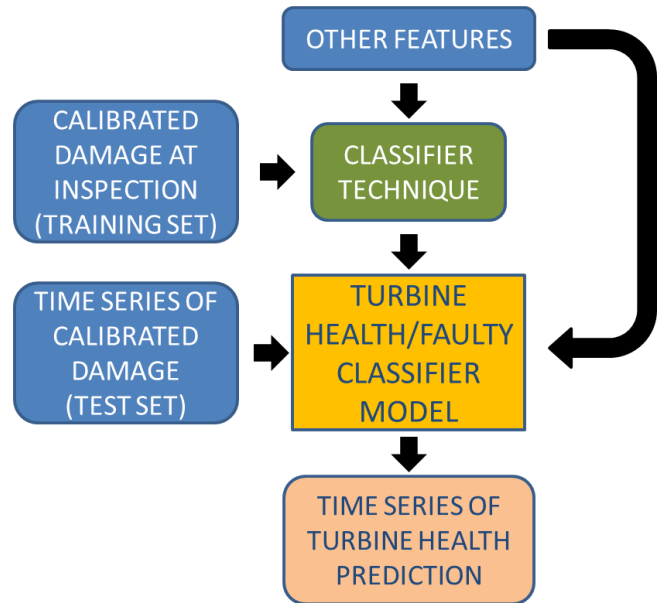 OTHER FEATURES
CALIBRATED
DAMAGE AT
INSPECTION
(TRAINING SET)
CLASSIFIER
TECHNIQUE
TIME SERIES OF
CALIBRATED
DAMAGE
(TEST SET)
TURBINE
HEALTH/FAULTY
CLASSIFIER
MODEL
TIME SERIES OF
TURBINE HEALTH
PREDICTION